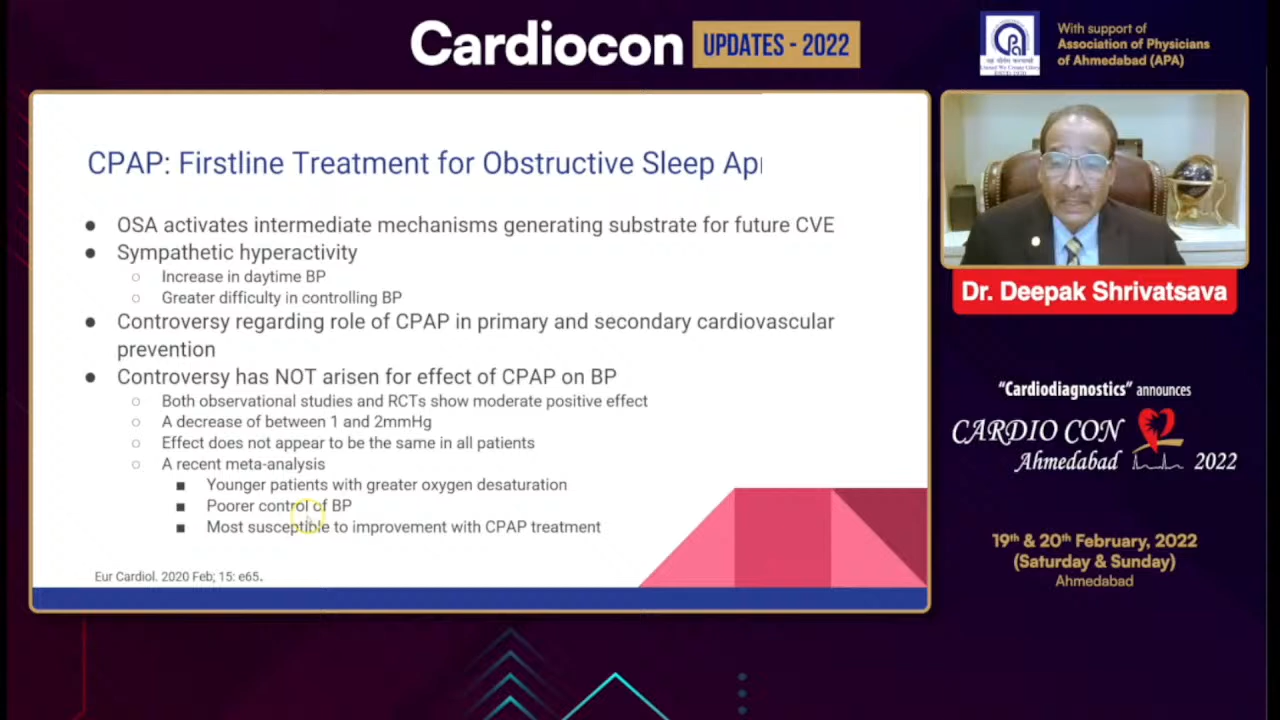 Cardiocon UPDATES - 2022
With support of
Association of Physicians
of Ahmedabad (APA)
CPAP: Firstline Treatment for Obstructive Sleep Ap
● OSA activates intermediate mechanisms generating substrate for future CVE
● Sympathetic hyperactivity
○ Increase in daytime BP
○ Greater difficulty in controlling BP
● Controversy regarding role of CPAP in primary and secondary cardiovascular
prevention
● Controversy has NOT arisen for effect of CPAP on BP
○ Both observational studies and RCTs show moderate positive effect
○ A decrease of between 1 and 2mmHg
○ Effect does not appear to be the same in all patients
○ A recent meta-analysis
■ Younger patients with greater oxygen desaturation
■ Poorer control of BP
■ Most susceptible to improvement with CPAP treatment
Eur Cardiol. 2020 Feb; 15: e65.
Dr. Deepak Shrivatsava
"Cardiodiagnostics" announces
CARDIO CON
Ahmedabad 2022
19th & 20th February, 2022
(Saturday & Sunday)
Ahmedabad